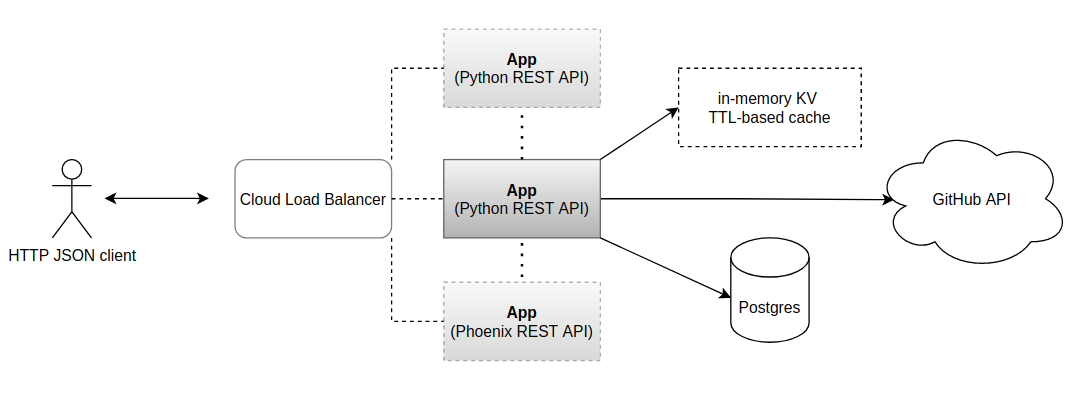 App
(Python REST API)
in-memory KV
TTL-based cache
HTTP JSON client
Cloud Load Balancer
App
(Python REST API)
GitHub API
Postgres
App
(Phoenix REST API)